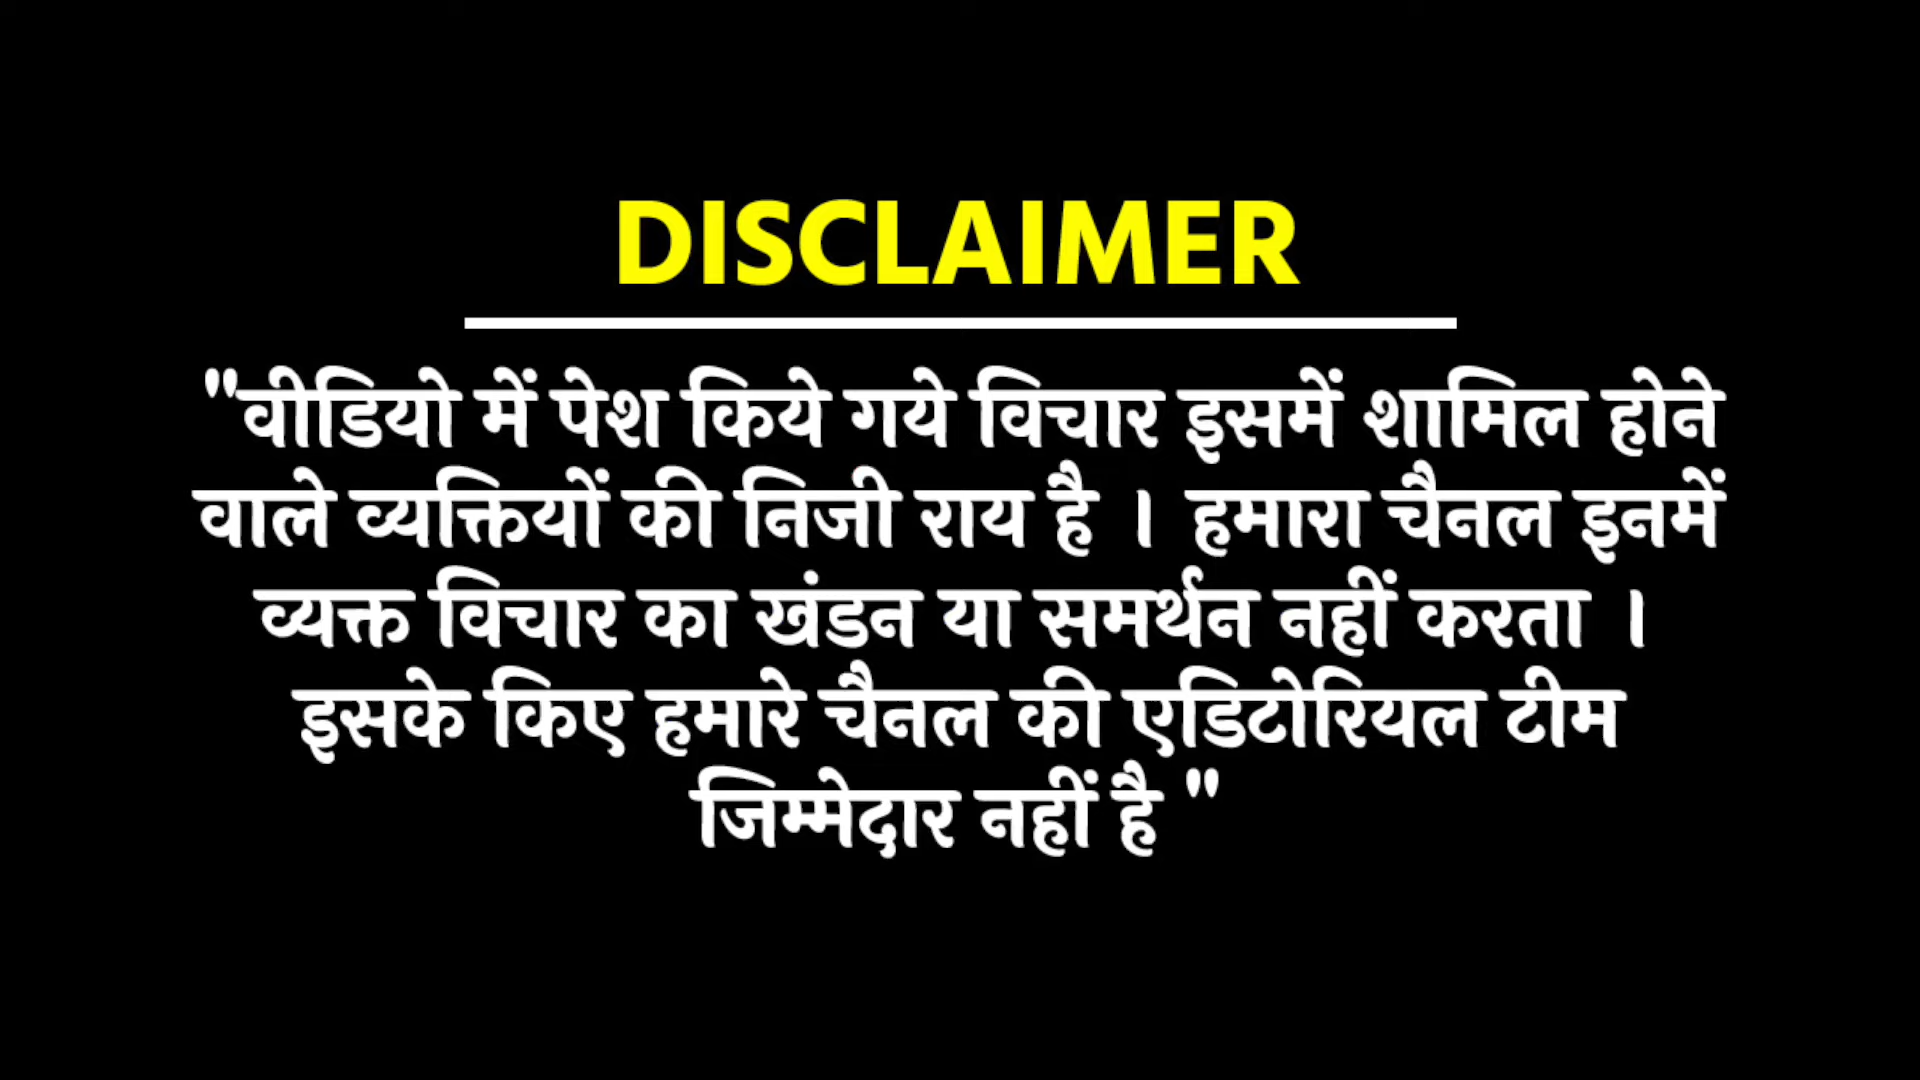 DISCLAIMER
"वीडियो में पेश किये गये विचार इसमें शामिल होने
वाले व्यक्तियों की निजी राय है । हमारा चैनल इनमें
व्यक्त विचार का खंडन या समर्थन नहीं करता ।
इसके किए हमारे चैनल की एडिटोरियल टीम
जिम्मेदार नहीं है "